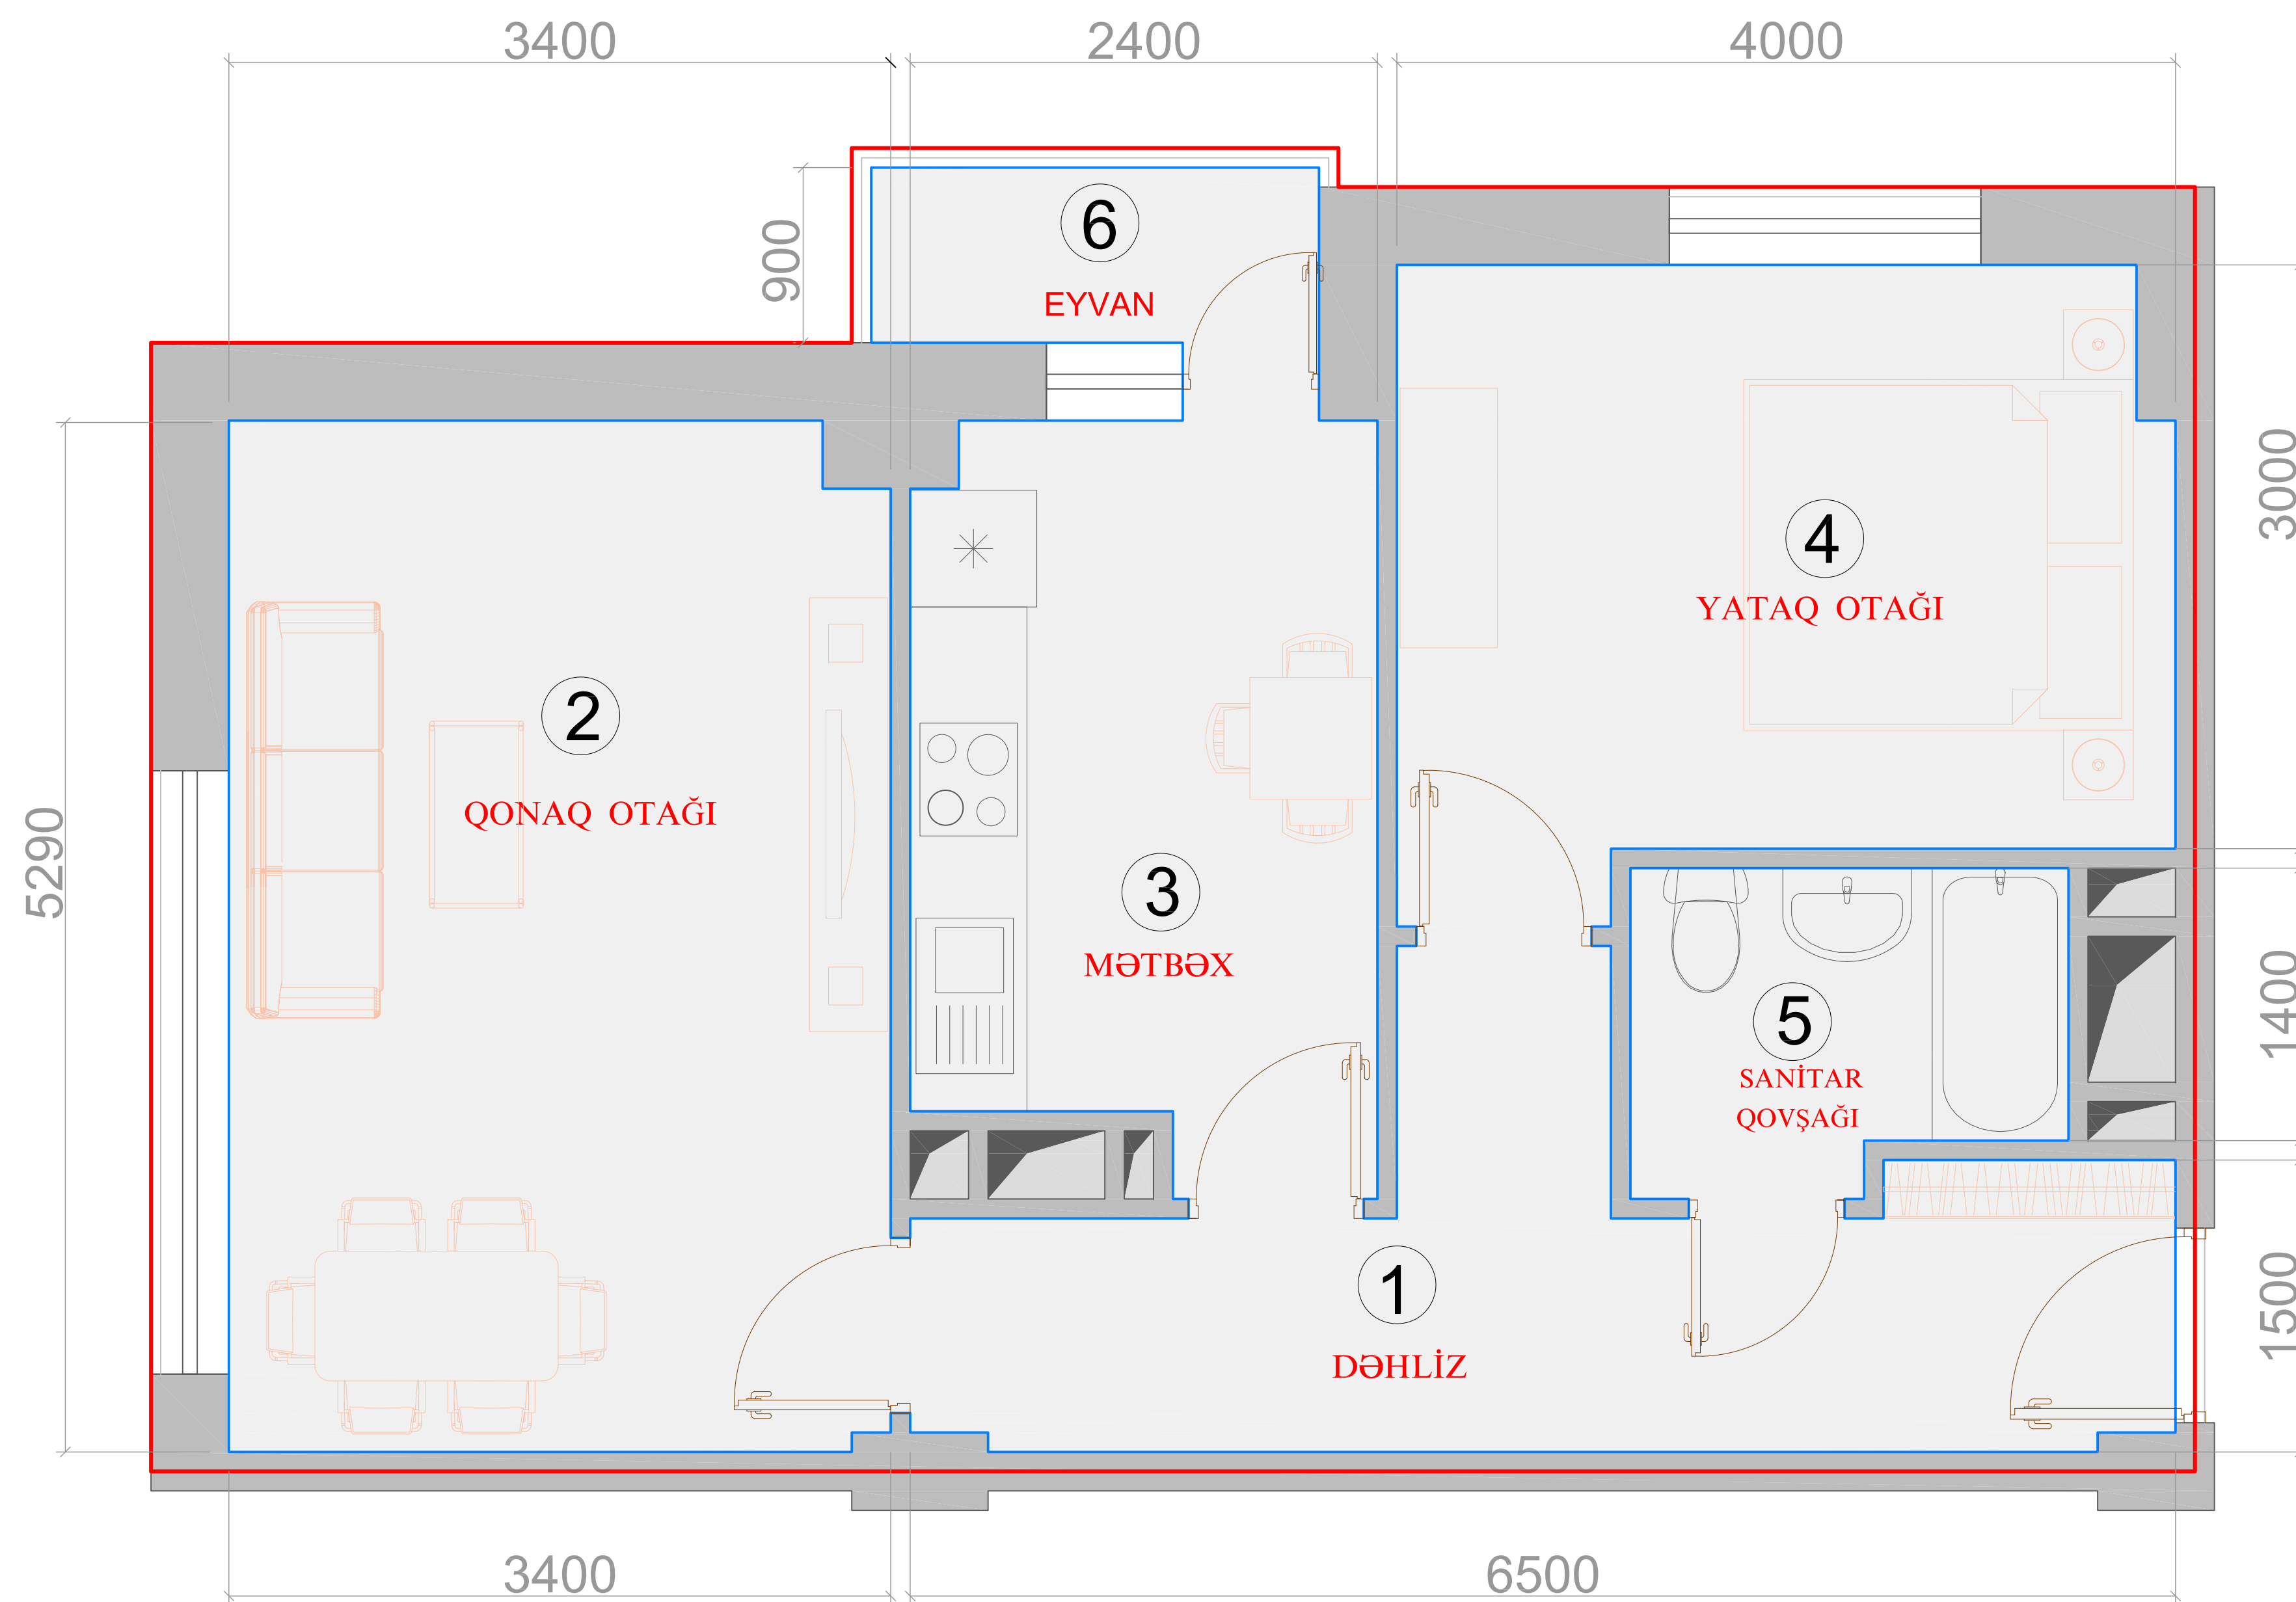 3400
2400
4000
900
6
EYVAN
3000
4
YATAQ OTAĞI
2
QONAQ OTAĞI
5290
3
MƏTBƏX
1400
5
SANİTAR
QOVŞAĞI
1
DƏHLİZ
1500
3400
6500